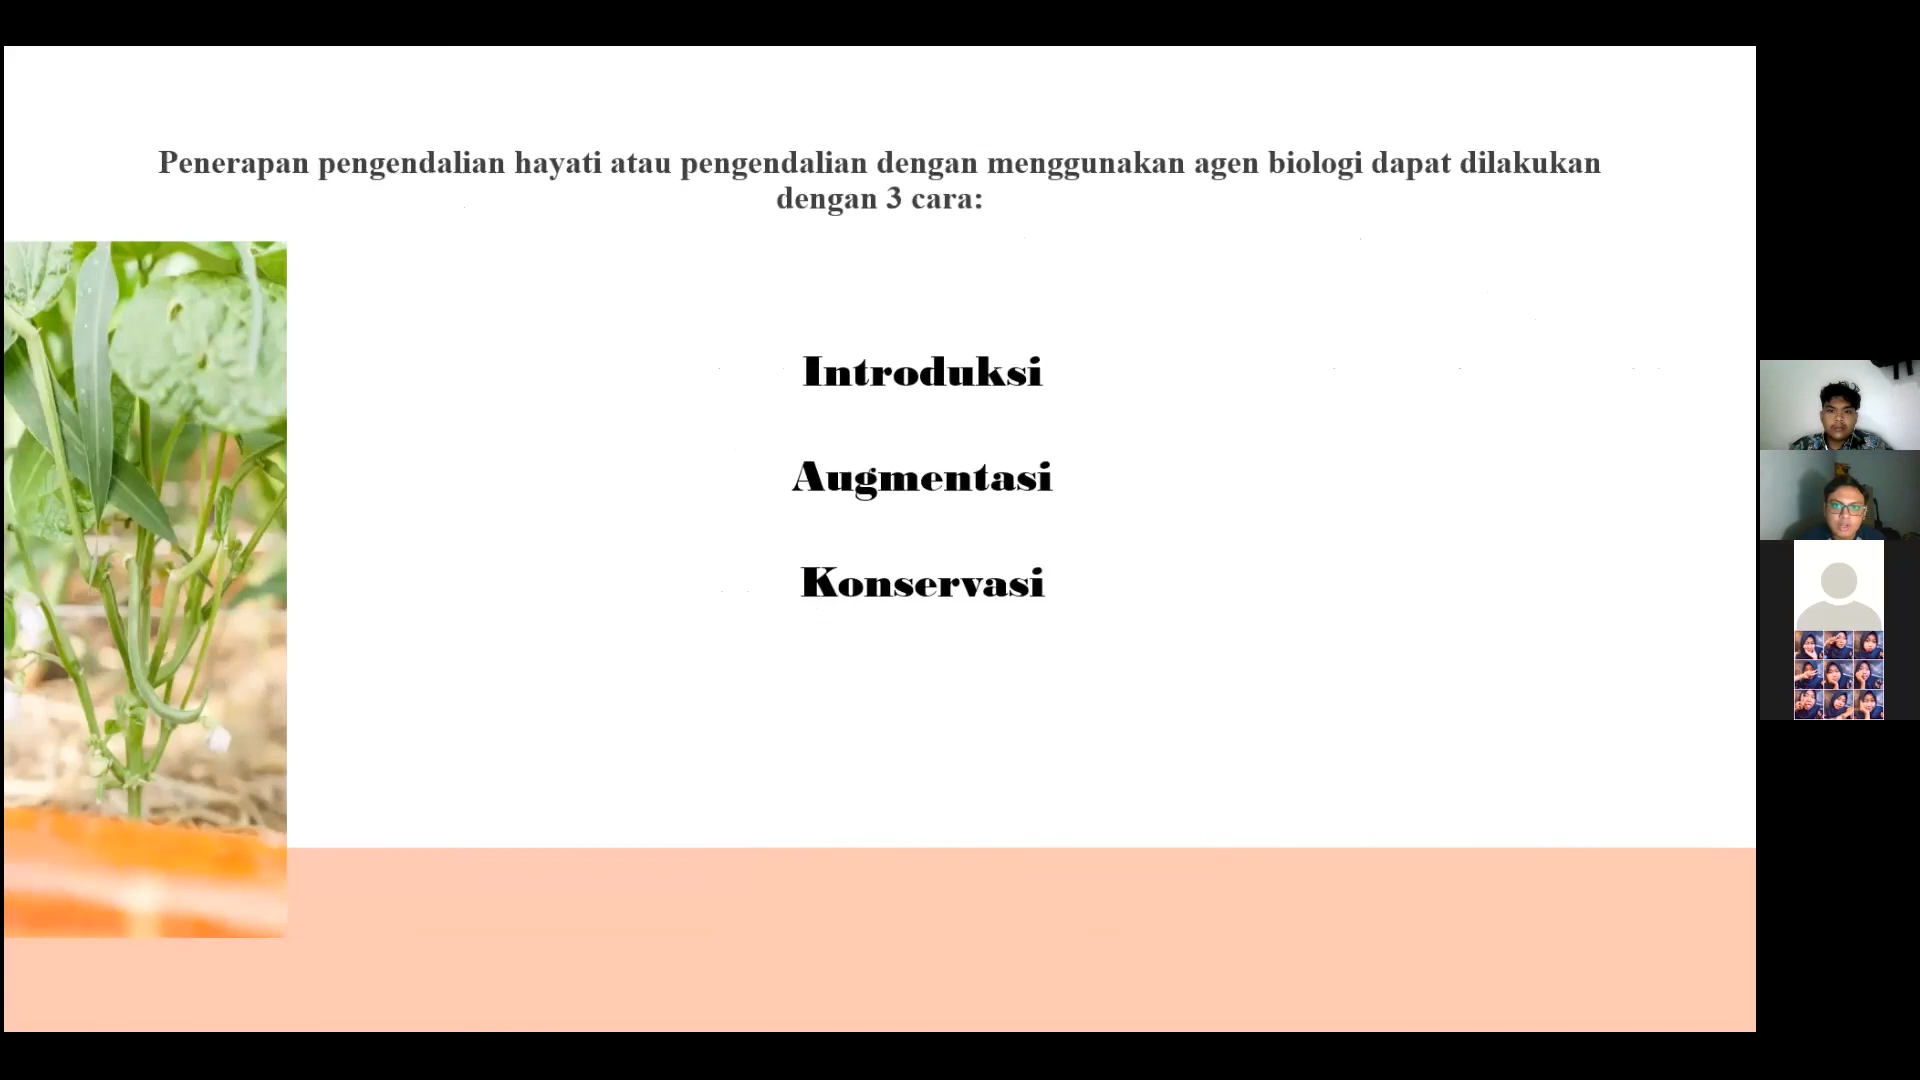 Penerapan pengendalian hayati atau pengendalian dengan menggunakan agen biologi dapat dilakukan
dengan 3 cara:
Introduksi
Augmentasi
Konservasi